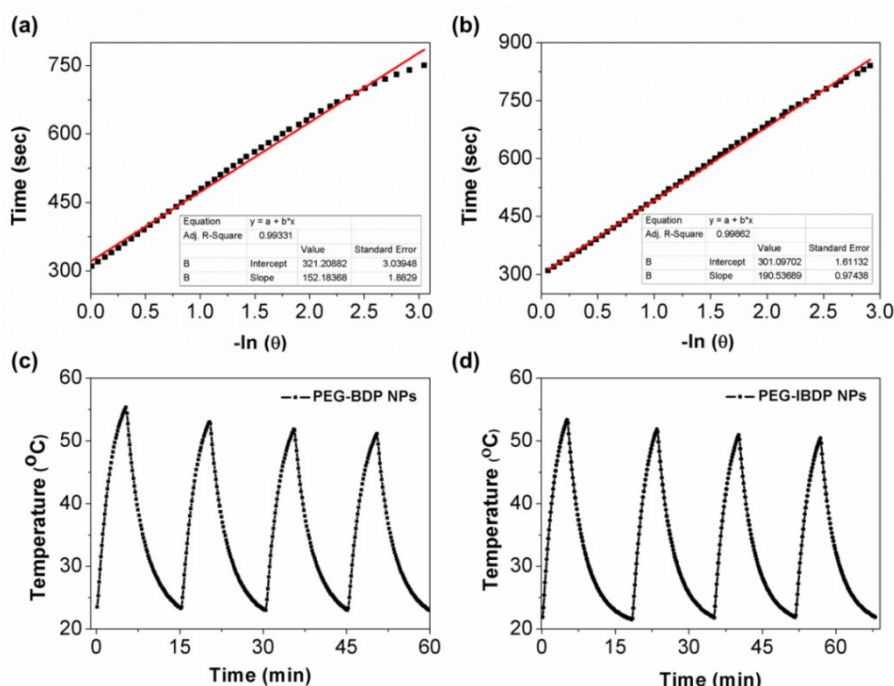 (a)
Time (sec)
750
600
450
300
Equation y = a + b*x
Adj. R-Square 0.99331
Value Standard Error
B Intercept 321.20882 3.03948
B Slope 152.18368 1.8829
0.0 0.5 1.0 1.5 2.0 2.5 3.0
-ln (θ)
(b)
Time (sec)
900
750
600
450
300
Equation y = a + b*x
Adj. R-Square 0.99862
Value Standard Error
B Intercept 301.09702 1.61132
B Slope 190.53689 0.97438
0.0 0.5 1.0 1.5 2.0 2.5 3.0
-ln (θ)
(c)
Temperature (°C)
60
50
40
30
20
PEG-BDP NPs
0 15 30 45 60
Time (min)
(d)
Temperature (°C)
60
50
40
30
20
PEG-IBDP NPs
0 15 30 45 60
Time (min)